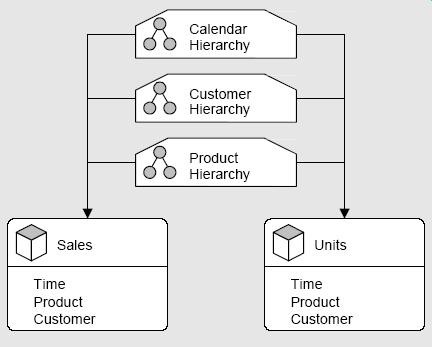 Calendar
Hierarchy
Customer
Hierarchy
Product
Hierarchy
Sales
Time
Product
Customer
Units
Time
Product
Customer